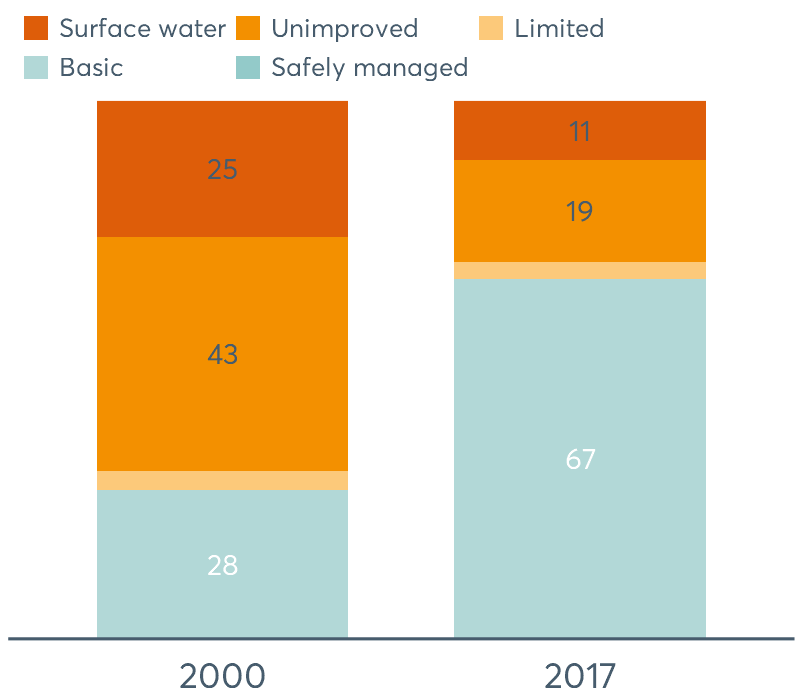 Surface water Unimproved Limited
Basic Safely managed
25 11
43 19
28 67
2000 2017